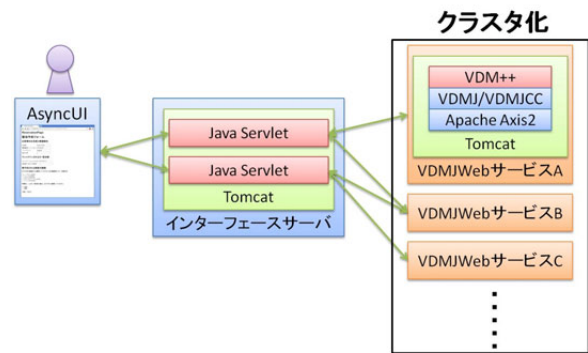 クラスタ化
AsyncUI
Java Servlet
Java Servlet
Tomcat
インターフェースサーバ
VDM++
VDMJ/VDMJCC
Apache Axis2
Tomcat
VDMJWebサービスA
VDMJWebサービスB
VDMJWebサービスC